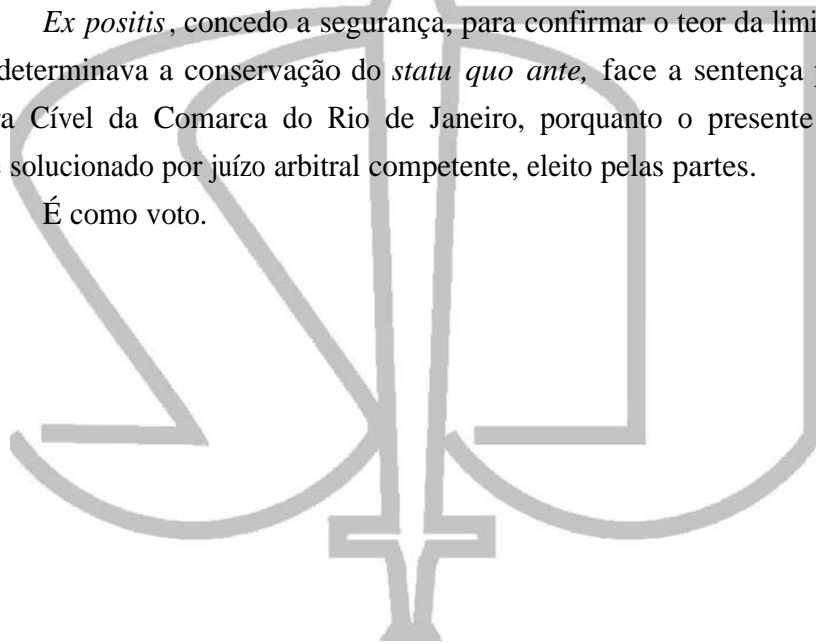 Ex positis, concedo a segurança, para confirmar o teor da
determinava a conservação do statu quo ante, face a sentença
Cível da Comarca do Rio de Janeiro, porquanto o presente
solucionado por juízo arbitral competente, eleito pelas partes.
É como voto.